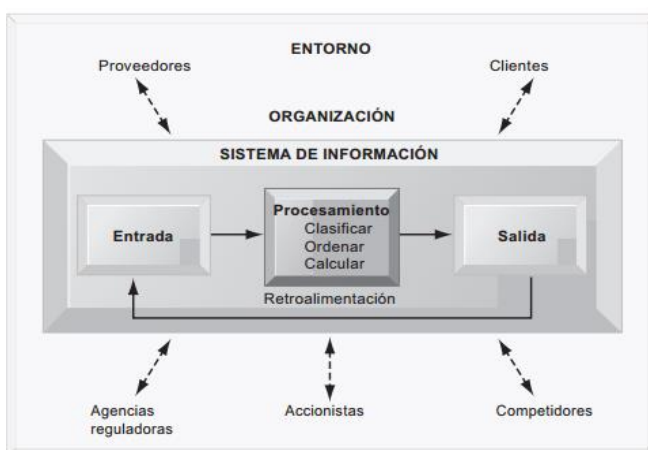 ENTORNO
Proveedores
Clientes
ORGANIZACIÓN
SISTEMA DE INFORMACIÓN
Entrada
Procesamiento
Clasificar
Ordenar
Calcular
Salida
Retroalimentación
Agencias
reguladoras
Accionistas
Competidores